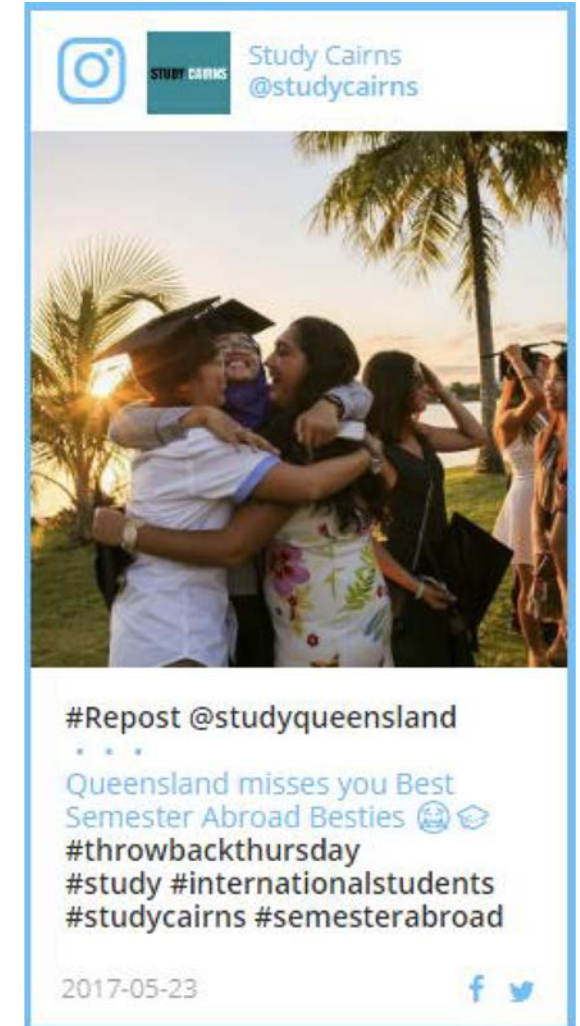 STUDY CAIRNS
Study Cairns
@studycairns
#Repost @studyqueensland
• • •
Queensland misses you Best
Semester Abroad Besties 😭🎓
#throwbackthursday
#study #internationalstudents
#studycairns #semesterabroad
2017-05-23